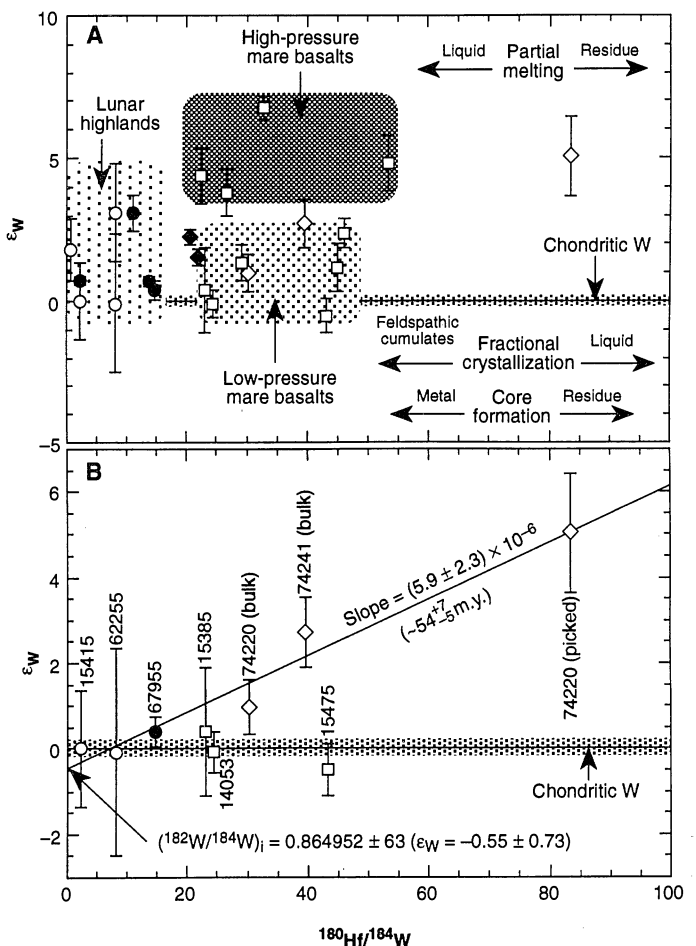 10
A
High-pressure
mare basalts
Liquid
Partial
melting
Residue
Lunar
highlands
5
Chondritic W
εW
0
Feldspathic
cumulates
Fractional
crystallization
Liquid
Low-pressure
mare basalts
Metal
Core
formation
Residue
−5
B
6
74241 (bulk)
Slope = (5.9 ± 2.3) × 10⁻⁶
(~54 +7 −5 m.y.)
4
15415
62255
67955
15385
74220 (bulk)
15475
74220 (picked)
εW
2
0
14053
Chondritic W
−2
(¹⁸²W/¹⁸⁴W)i = 0.864952 ± 63 (εW = −0.55 ± 0.73)
0 20 40 60 80 100
¹⁸⁰Hf/¹⁸⁴W